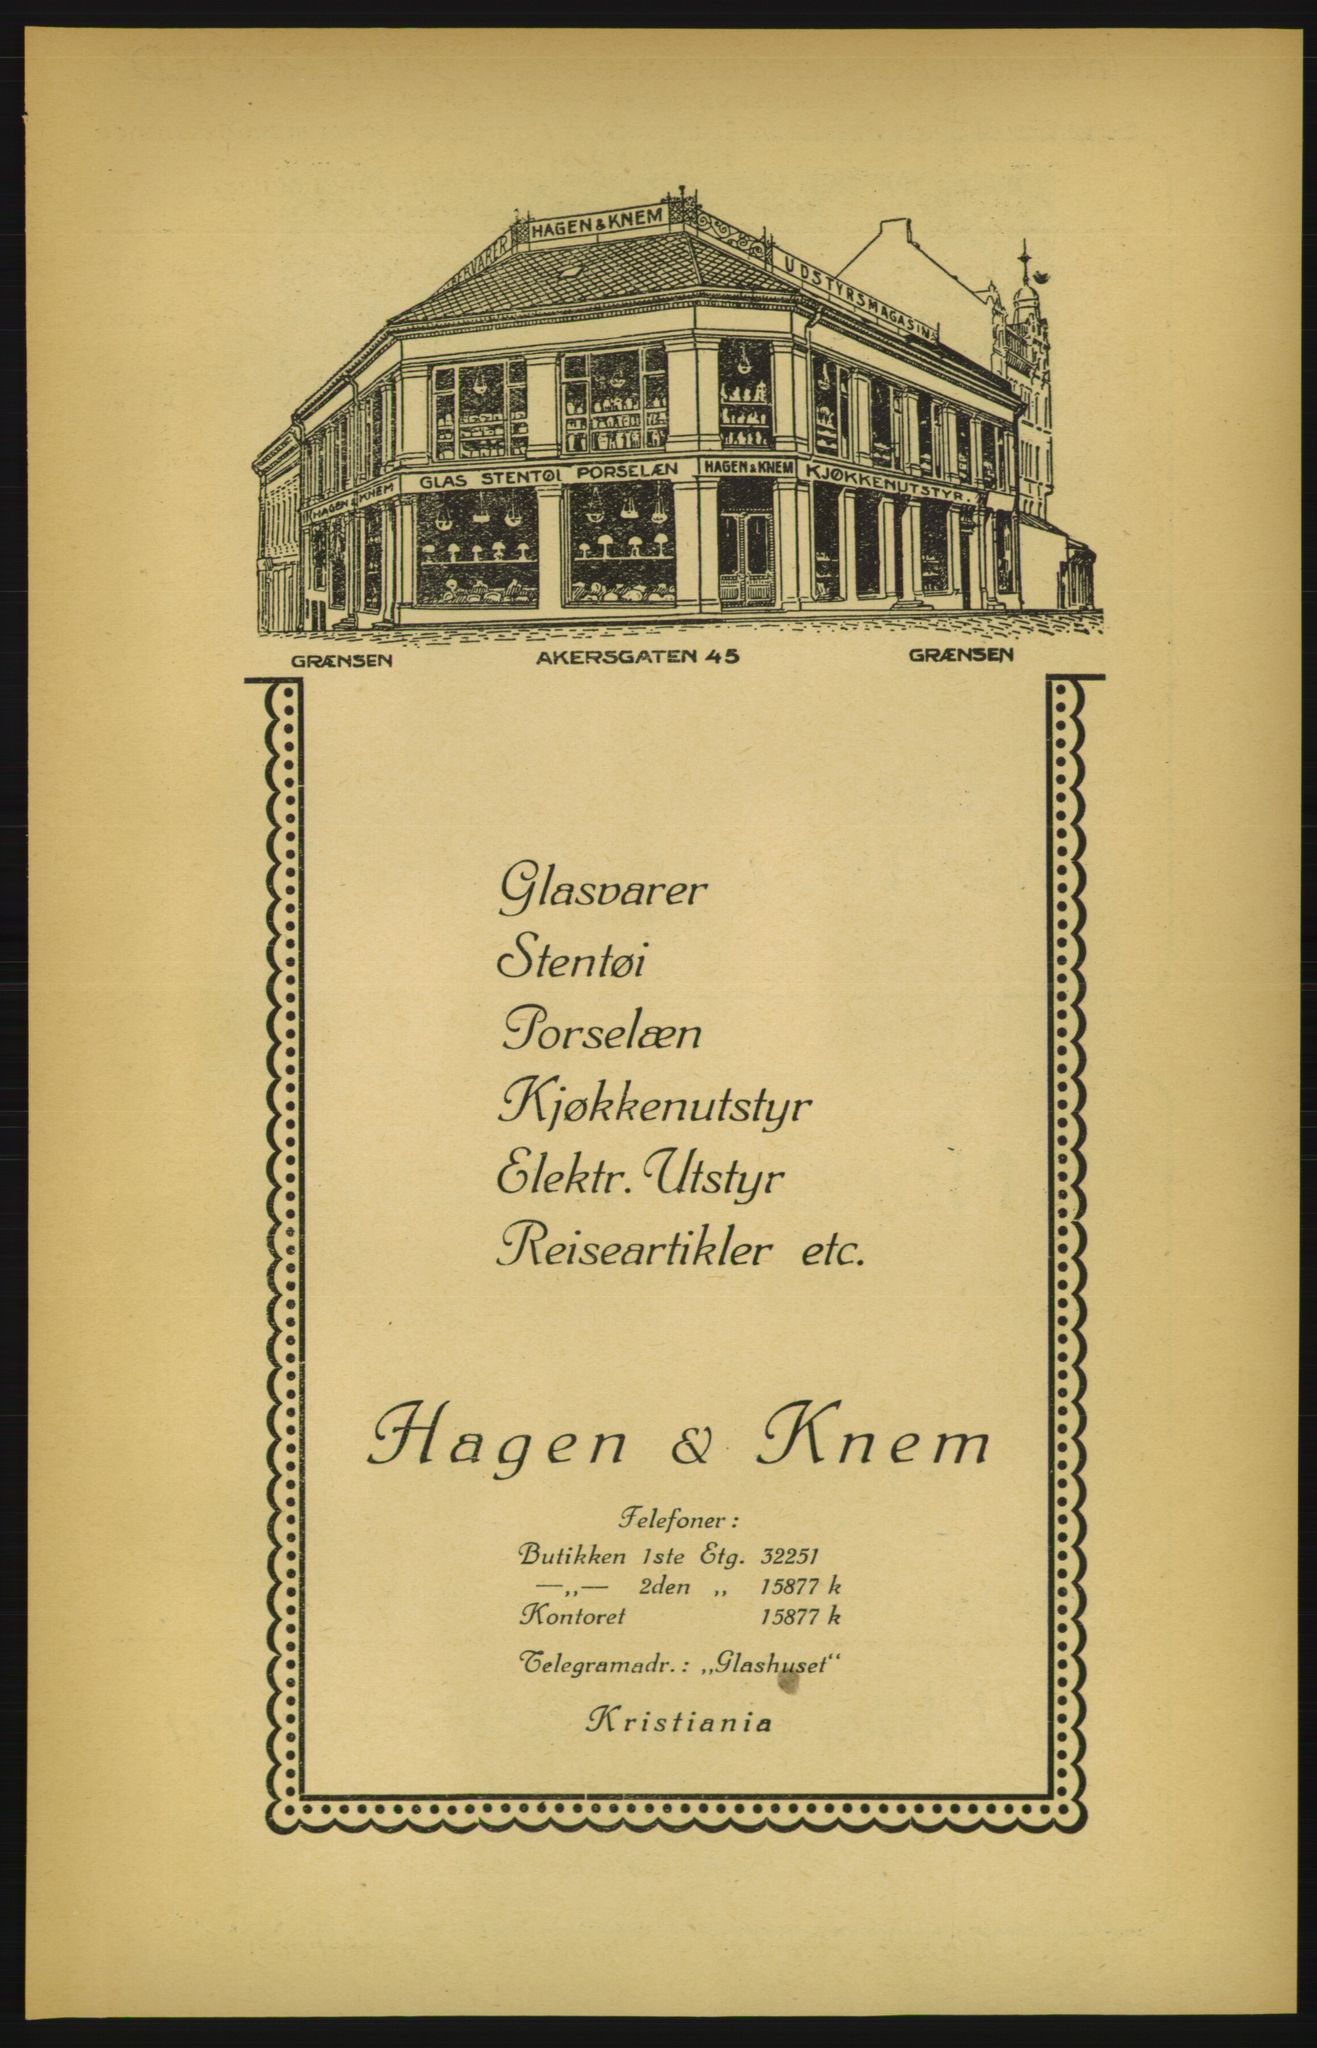 HAGEN & KNEM
UDSTYRSMAGASIN
HAGEN & KNEM
GLAS STENTØI PORSELÆN
HAGEN & KNEM
KJØKKENUTSTYR.
GRÆNSEN AKERSGATEN 45 GRÆNSEN
Glasvarer
Stentøi
Porselæn
Kjøkkenutstyr
Elektr. Utstyr
Reiseartikler etc.
Hagen & Knem
Telefoner:
Butikken 1ste Etg. 32251
—„— 2den „ 15877 k
Kontoret 15877 k
Telegramadr.: „Glashuset“
Kristiania